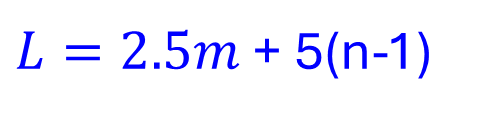 L = 2.5m + 5(n-1)